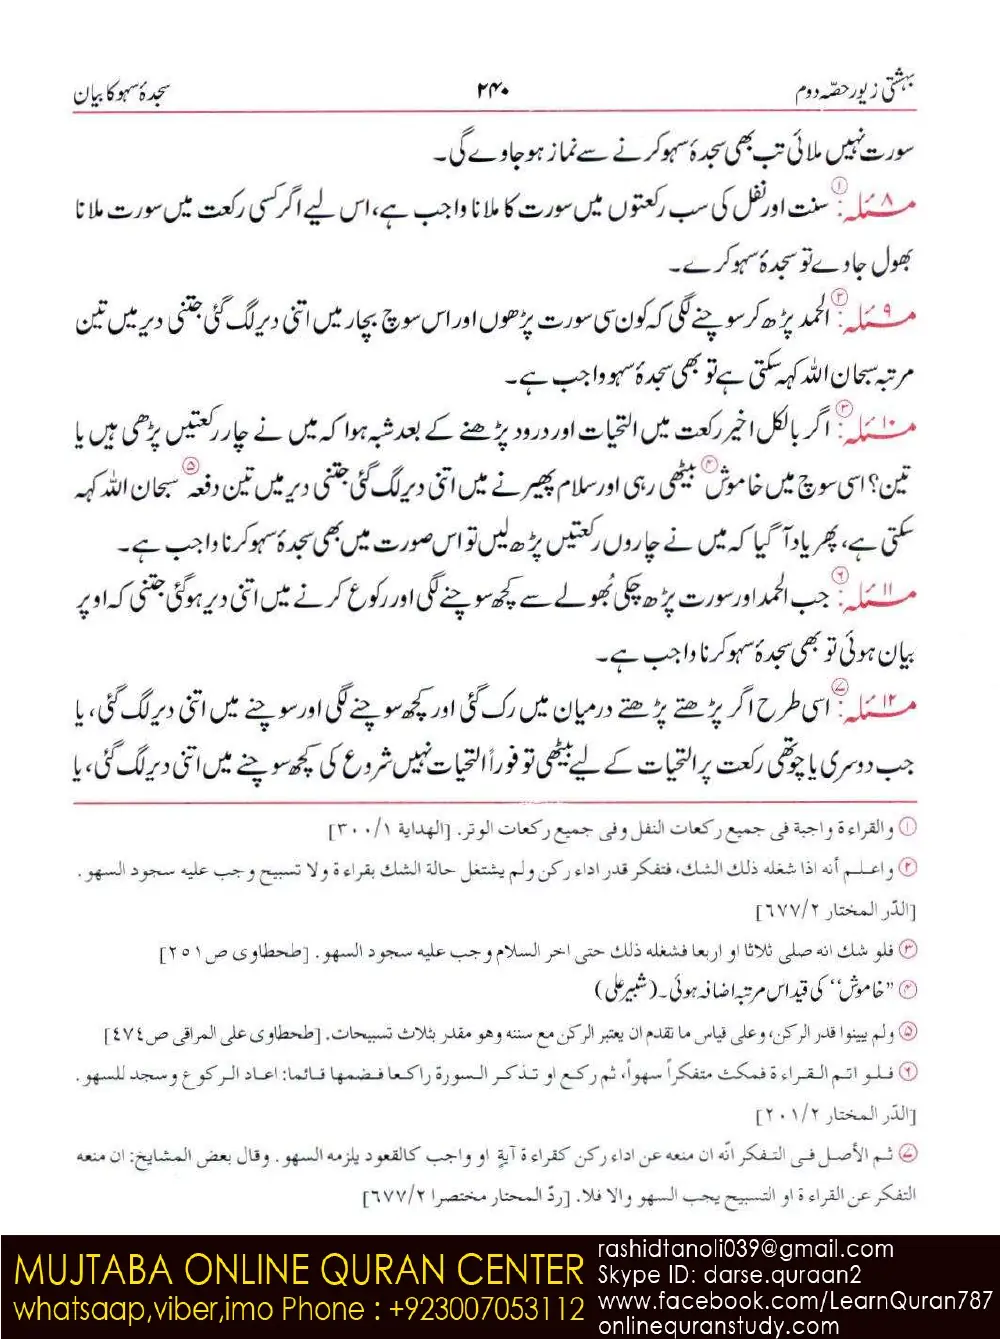 بہشتی زیور حصّہ دوم ۲۴۰ سجدۂ سہو کا بیان
سورت نہیں ملائی تب بھی سجدۂ سہو کرنے سے نماز ہو جاوے گی۔
مسئلہ ۸: ① سنت اور نفل کی سب رکعتوں میں سورت کا ملانا واجب ہے، اس لیے اگر کسی رکعت میں سورت ملانا
بھول جاوے تو سجدۂ سہو کرے۔
مسئلہ ۹: ② الحمد پڑھ کر سوچنے لگی کہ کون سی سورت پڑھوں اور اس سوچ بچار میں اتنی دیر لگ گئی جتنی دیر میں تین
مرتبہ سبحان اللہ کہہ سکتی ہے تو بھی سجدۂ سہو واجب ہے۔
مسئلہ ۱۰: ③ اگر بالکل اخیر رکعت میں التحیات اور درود پڑھنے کے بعد شبہ ہوا کہ میں نے چار رکعتیں پڑھی ہیں یا
تین؟ اسی سوچ میں خاموش④ بیٹھی رہی اور سلام پھیرنے میں اتنی دیر لگ گئی جتنی دیر میں تین دفعہ⑤ سبحان اللہ کہہ
سکتی ہے، پھر یاد آ گیا کہ میں نے چاروں رکعتیں پڑھ لیں تو اس صورت میں بھی سجدۂ سہو کرنا واجب ہے۔
مسئلہ ۱۱: ⑥ جب الحمد اور سورت پڑھ چکی بُھولے سے کچھ سوچنے لگی اور رکوع کرنے میں اتنی دیر ہو گئی جتنی کہ اوپر
بیان ہوئی تو بھی سجدۂ سہو کرنا واجب ہے۔
مسئلہ ۱۲: ⑦ اسی طرح اگر پڑھتے پڑھتے درمیان میں رک گئی اور کچھ سوچنے لگی اور سوچنے میں اتنی دیر لگ گئی، یا
جب دوسری یا چوتھی رکعت پر التحیات کے لیے بیٹھی تو فوراً التحیات نہیں شروع کی کچھ سوچنے میں اتنی دیر لگ گئی، یا
① والقراءة واجبة فى جميع ركعات النفل وفى جميع ركعات الوتر. [الهداية ١/٣٠٠]
② واعلم أنه اذا شغله ذلك الشك، فتفكر قدر اداء ركن ولم يشتغل حالة الشك بقراءة ولا تسبيح وجب عليه سجود السهو.
[الدّر المختار ٢/٦٧٧]
③ فلو شك انه صلى ثلاثا او اربعا فشغله ذلك حتى اخر السلام وجب عليه سجود السهو. [طحطاوى ص ٢٥١]
④ ”خاموش“ کی قید اس مرتبہ اضافہ ہوئی۔ (شبیر علی)
⑤ ولم يبينوا قدر الركن، وعلى قياس ما تقدم ان يعتبر الركن مع سننه وهو مقدر بثلاث تسبيحات. [طحطاوى على المراقى ص ٤٧٤]
⑥ فلو اتم القراءة فمكث متفكراً سهواً، ثم ركع او تذكر السورة راكعا فضمها قائما: اعاد الركوع وسجد للسهو.
[الدّر المختار ٢/٢٠١]
⑦ ثم الأصل فى التفكر انّه ان منعه عن اداء ركن كقراءة آيةٍ او واجب كالقعود يلزمه السهو. وقال بعض المشايخ: ان منعه
التفكر عن القراءة او التسبيح يجب السهو والا فلا. [ردّ المحتار مختصرا ٢/٦٧٧]
MUJTABA ONLINE QURAN CENTER
whatsaap,viber,imo Phone : +923007053112
rashidtanoli039@gmail.com
Skype ID: darse.quraan2
www.facebook.com/LearnQuran787
onlinequranstudy.com